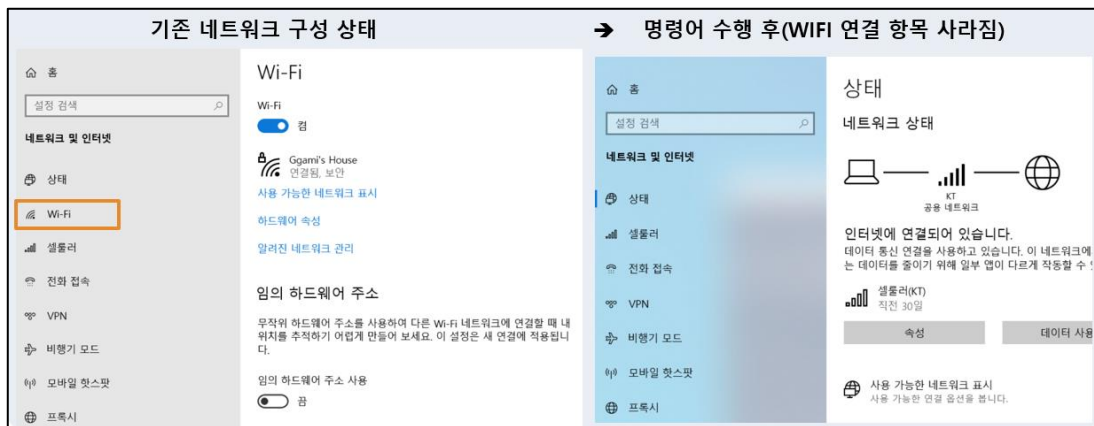 기존 네트워크 구성 상태
➔ 명령어 수행 후(WIFI 연결 항목 사라짐)
홈
설정 검색
네트워크 및 인터넷
상태
Wi-Fi
셀룰러
전화 접속
VPN
비행기 모드
모바일 핫스팟
프록시
Wi-Fi
Wi-Fi
켬
Ggami's House
연결됨, 보안
사용 가능한 네트워크 표시
하드웨어 속성
알려진 네트워크 관리
임의 하드웨어 주소
무작위 하드웨어 주소를 사용하여 다른 Wi-Fi 네트워크에 연결할 때 내
위치를 추적하기 어렵게 만들어 보세요. 이 설정은 새 연결에 적용됩니
다.
임의 하드웨어 주소 사용
끔
홈
설정 검색
네트워크 및 인터넷
상태
셀룰러
전화 접속
VPN
비행기 모드
모바일 핫스팟
프록시
상태
네트워크 상태
KT
공용 네트워크
인터넷에 연결되어 있습니다.
데이터 통신 연결을 사용하고 있습니다. 이 네트워크에
는 데이터를 줄이기 위해 일부 앱이 다르게 작동할 수
셀룰러(KT)
직전 30일
속성
데이터 사용
사용 가능한 네트워크 표시
사용 가능한 연결 옵션을 봅니다.